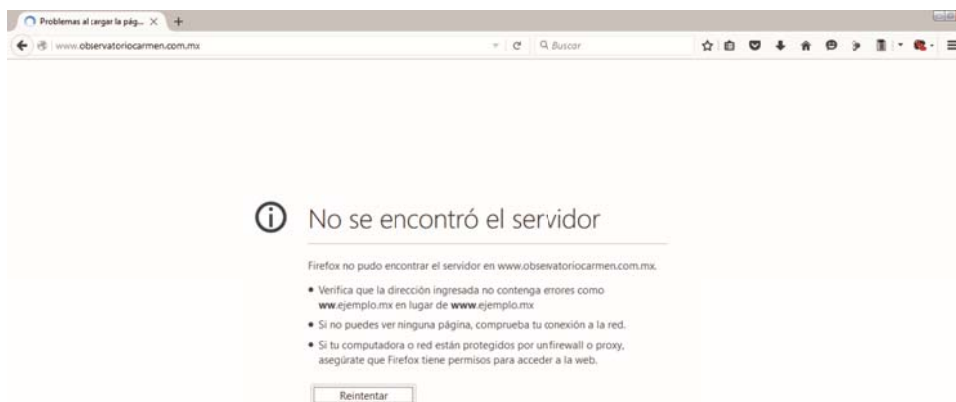 Problemas al cargar la pág...
www.observatoriocarmen.com.mx
Buscar
No se encontró el servidor
Firefox no pudo encontrar el servidor en www.observatoriocarmen.com.mx.
Verifica que la dirección ingresada no contenga errores como
ww.ejemplo.mx en lugar de www.ejemplo.mx
Si no puedes ver ninguna página, comprueba tu conexión a la red.
Si tu computadora o red están protegidos por un firewall o proxy,
asegúrate que Firefox tiene permisos para acceder a la web.
Reintentar